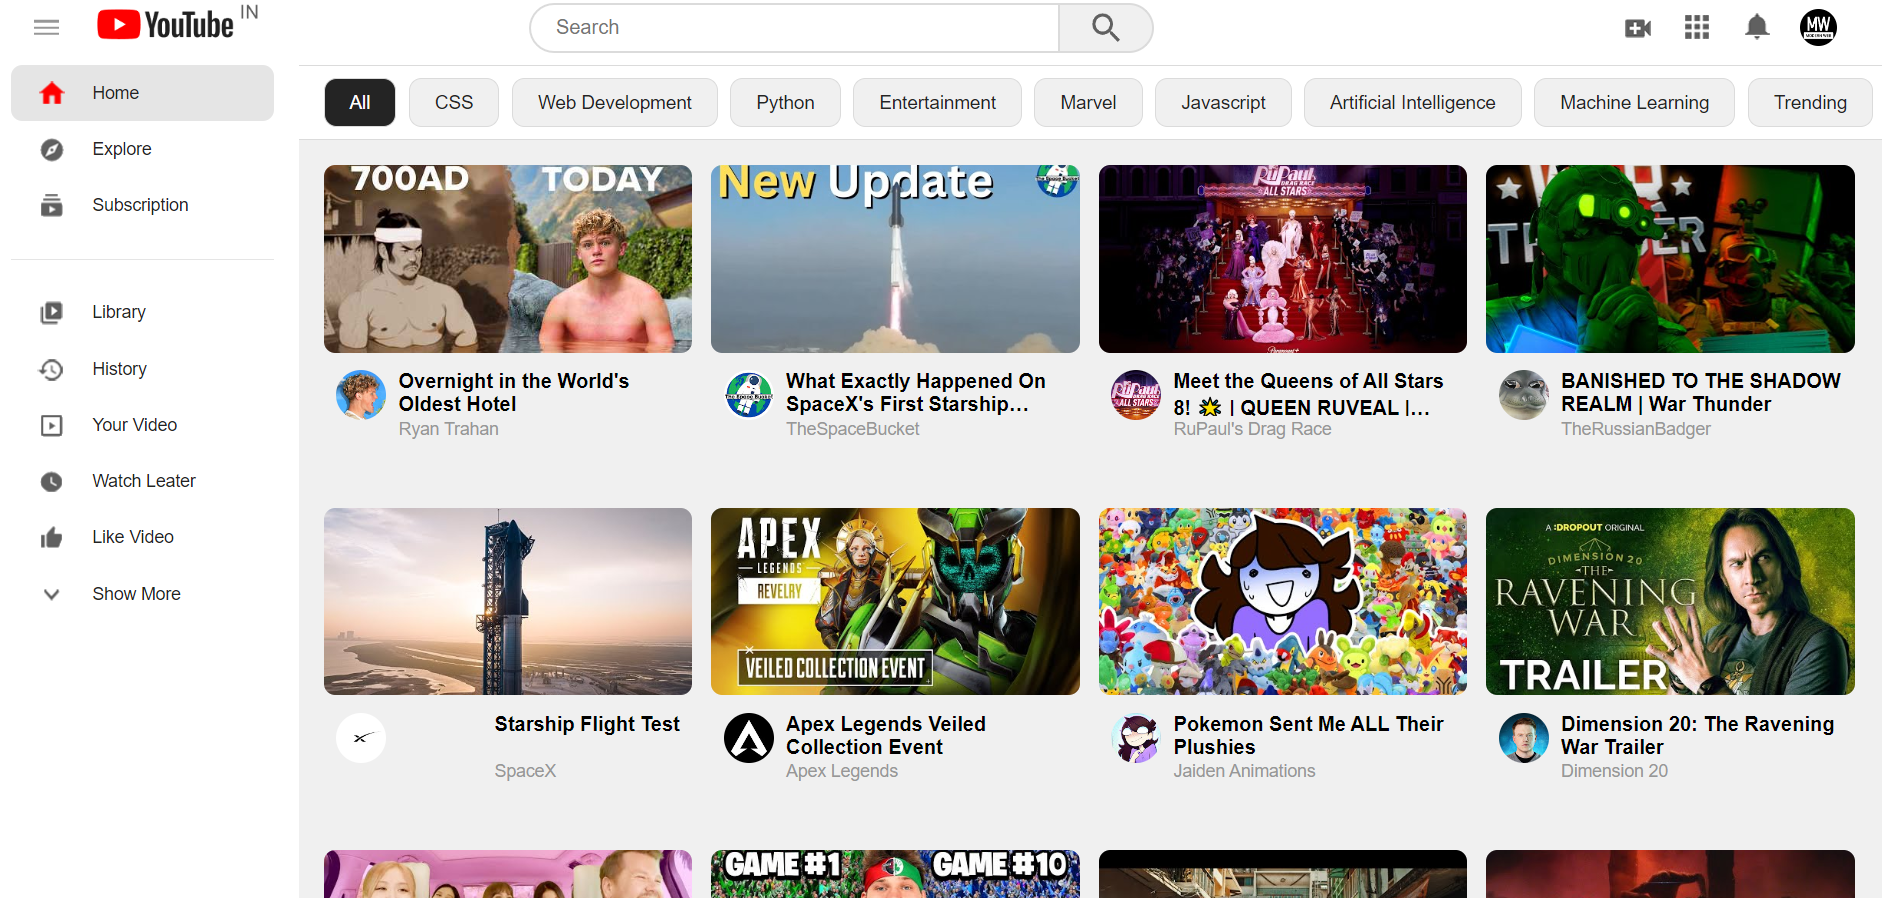 YouTube IN
Search
MW
Home
Explore
Subscription
Library
History
Your Video
Watch Leater
Like Video
Show More
All
CSS
Web Development
Python
Entertainment
Marvel
Javascript
Artificial Intelligence
Machine Learning
Trending
700AD TODAY
Overnight in the World's
Oldest Hotel
Ryan Trahan
New Update
The Space Bucket
What Exactly Happened On
SpaceX's First Starship...
TheSpaceBucket
RuPaul's
DRAG RACE
ALL STARS
Paramount+
Meet the Queens of All Stars
8! 🌟 | QUEEN RUVEAL |...
RuPaul's Drag Race
BANISHED TO THE SHADOW
REALM | War Thunder
TheRussianBadger
Starship Flight Test
SpaceX
APEX
LEGENDS
REVELRY
VEILED COLLECTION EVENT
Apex Legends Veiled
Collection Event
Apex Legends
Pokemon Sent Me ALL Their
Plushies
Jaiden Animations
A :DROPOUT ORIGINAL
DIMENSION 20
THE
RAVENING
WAR
TRAILER
Dimension 20: The Ravening
War Trailer
Dimension 20
GAME #1 GAME #10